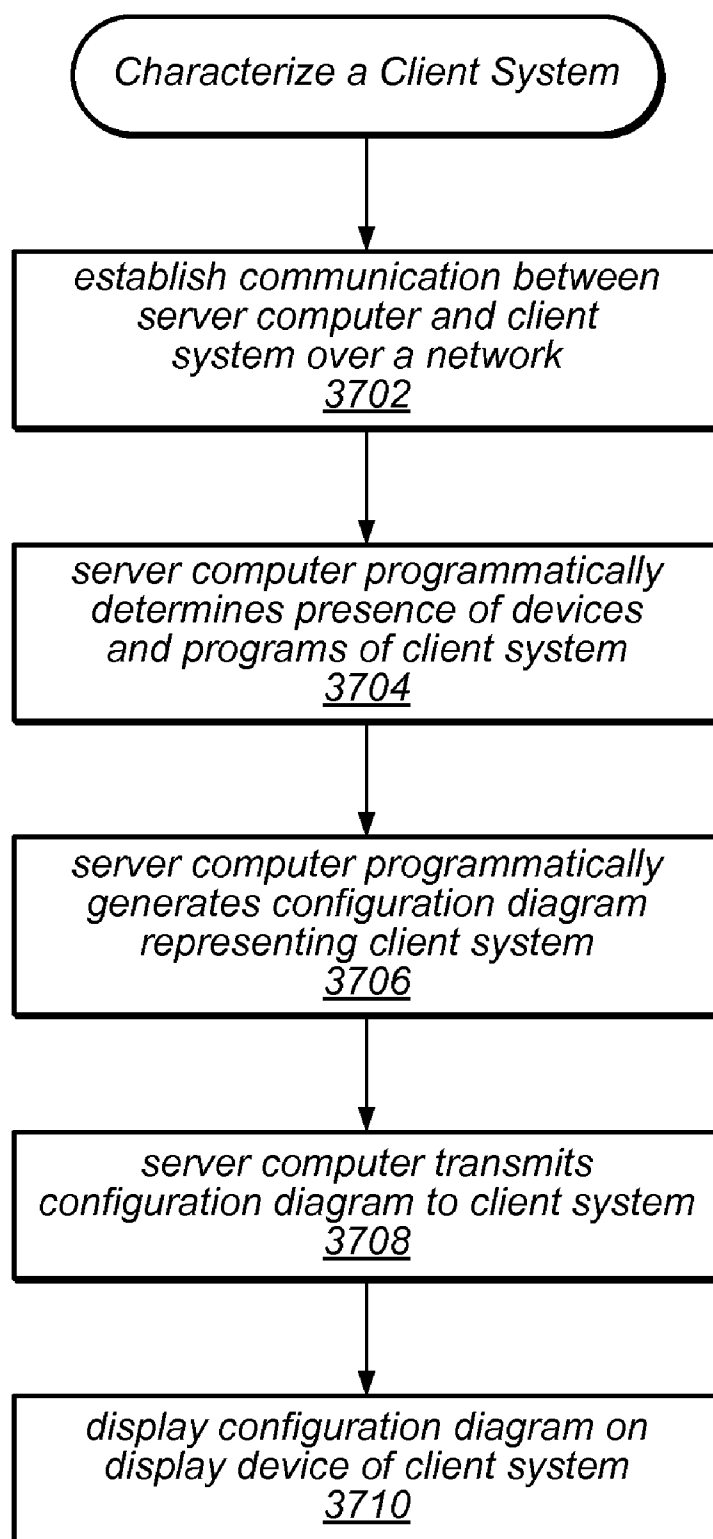 Characterize a Client System
establish communication between
server computer and client
system over a network
3702
server computer programmatically
determines presence of devices
and programs of client system
3704
server computer programmatically
generates configuration diagram
representing client system
3706
server computer transmits
configuration diagram to client system
3708
display configuration diagram on
display device of client system
3710